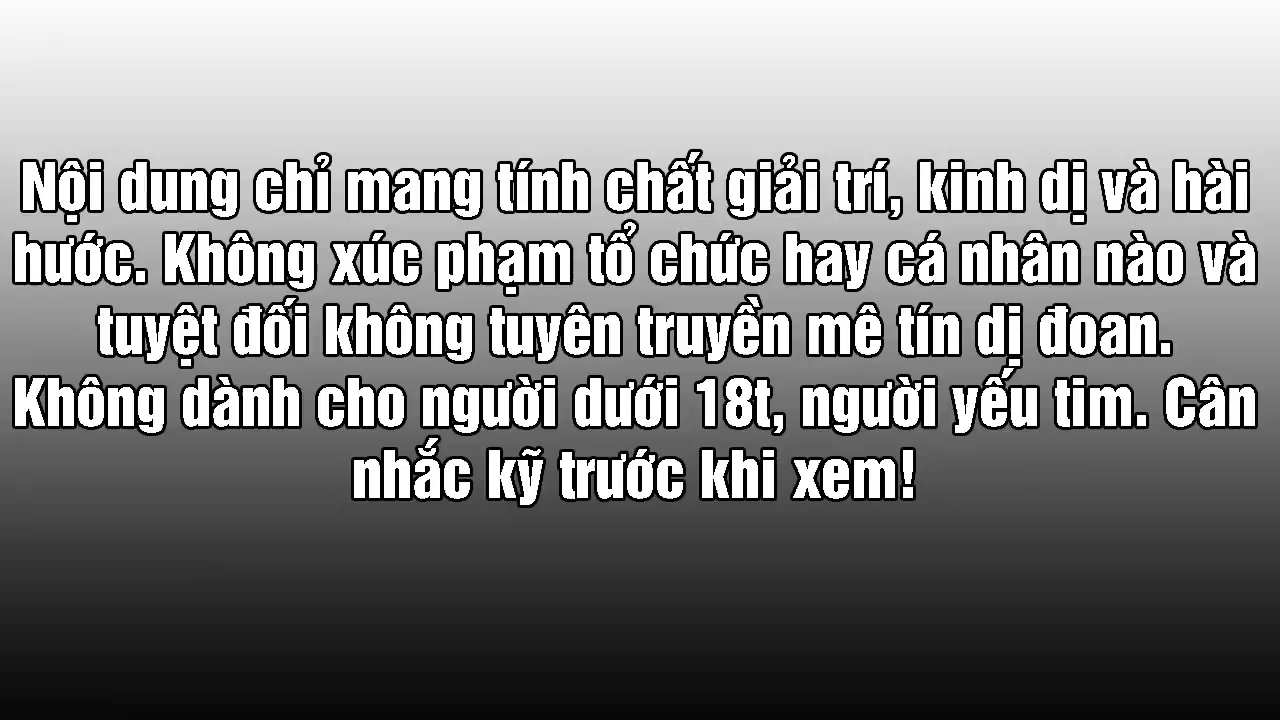 Nội dung chỉ mang tính chất giải trí, kinh dị và hài
hước. Không xúc phạm tổ chức hay cá nhân nào và
tuyệt đối không tuyên truyền mê tín dị đoan.
Không dành cho người dưới 18t, người yếu tim. Cân
nhắc kỹ trước khi xem!